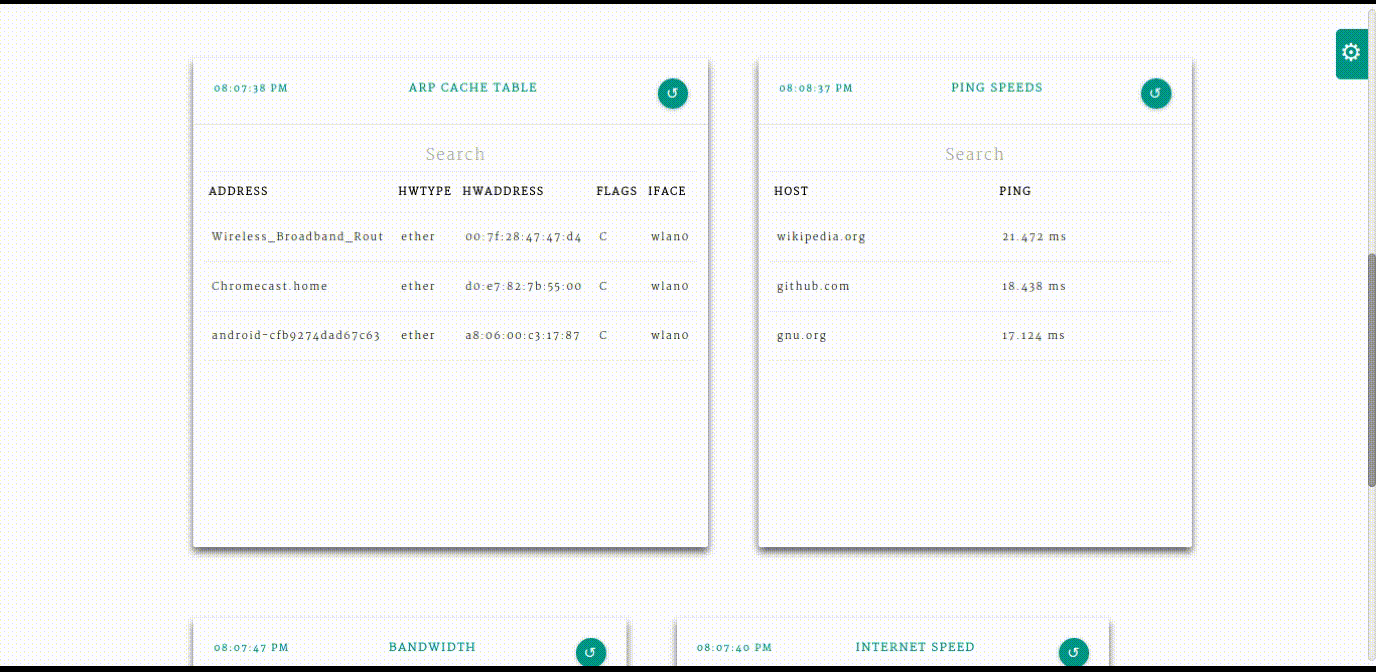 08:07:38 PM ARP CACHE TABLE
Search
ADDRESS HWTYPE HWADDRESS FLAGS IFACE
Wireless_Broadband_Rout ether 00:7f:28:47:47:d4 C wlan0
Chromecast.home ether d0:e7:82:7b:55:00 C wlan0
android-cfb9274dad67c63 ether a8:06:00:c3:17:87 C wlan0
08:08:37 PM PING SPEEDS
Search
HOST PING
wikipedia.org 21.472 ms
github.com 18.438 ms
gnu.org 17.124 ms
08:07:47 PM BANDWIDTH
08:07:40 PM INTERNET SPEED